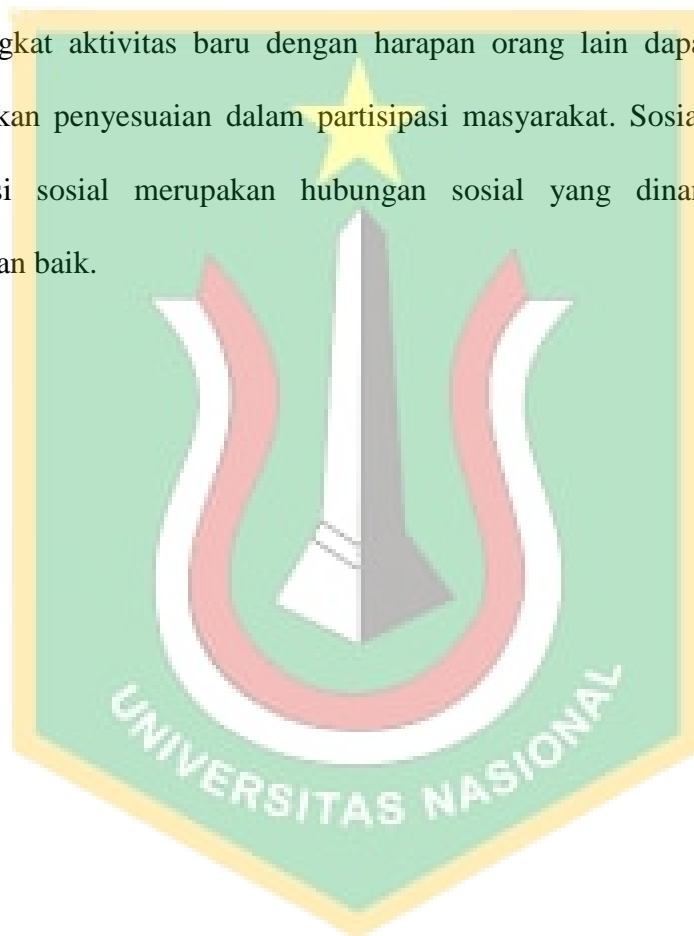 gkat aktivitas baru dengan harapan orang lain dapa
kan penyesuaian dalam partisipasi masyarakat. Sosia
si sosial merupakan hubungan sosial yang dinar
an baik.
UNIVERSITAS NASIONAL